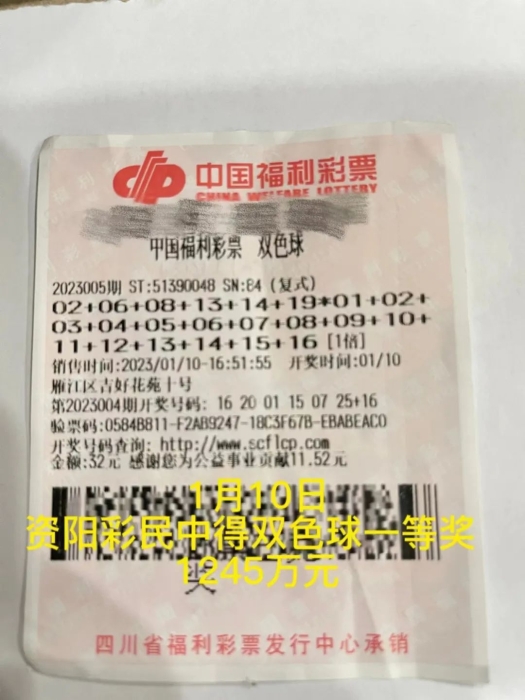 中国福利彩票
CHINA WELFARE LOTTERY
中国福利彩票 双色球
2023005期 ST:51390048 SN:84 (复式)
02+06+08+13+14+19*01+02+
03+04+05+06+07+08+09+10+
11+12+13+14+15+16 [1倍]
销售时间:2023/01/10-16:51:55 开奖时间:01/10
雁江区吉好花苑十号
第2023004期开奖号码: 16 20 01 15 07 25+16
验票码:0584B811-F2AB9247-18C3F67B-EBABEAC0
开奖号码查询: http://www.scflcp.com
金额:32元 感谢您为公益事业贡献11.52元
1月10日
资阳彩民中得双色球一等奖
1245万元
四川省福利彩票发行中心承销